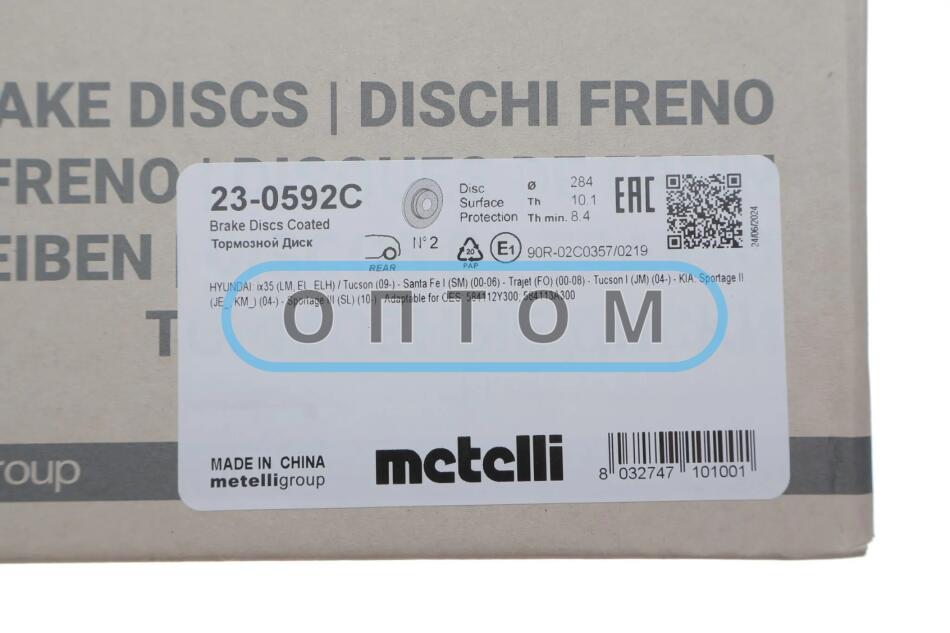 AKE DISCS | DISCHI FRENO
FRENO
EIBEN |
T
roup
23-0592C
Brake Discs Coated
Тормозной Диск
Disc Ø 284
Surface Th 10.1
Protection Th min. 8.4
EAC
24/06/2024
REAR
N°2
20
PAP
E1
90R-02C0357/0219
HYUNDAI: ix35 (LM, EL, ELH) / Tucson (09-) - Santa Fe I (SM) (00-06) - Trajet (FO) (00-08) - Tucson I (JM) (04-) - KIA: Sportage II
(JE_, KM_) (04-) - Sportage III (SL) (10-) Adaptable for OES: 584112Y300; 584113A300
ОПТОМ
MADE IN CHINA
metelligroup
metelli
8 032747 101001